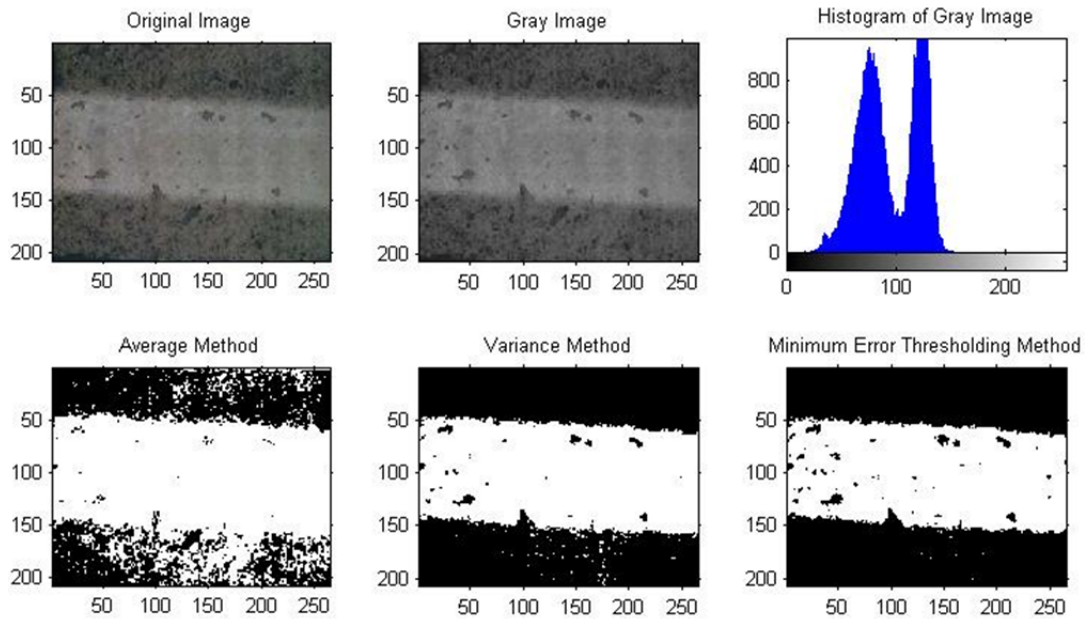 Original Image
50
100
150
200
50 100 150 200 250
Gray Image
50
100
150
200
50 100 150 200 250
Histogram of Gray Image
800
600
400
200
0
0 100 200
Average Method
50
100
150
200
50 100 150 200 250
Variance Method
50
100
150
200
50 100 150 200 250
Minimum Error Thresholding Method
50
100
150
200
50 100 150 200 250